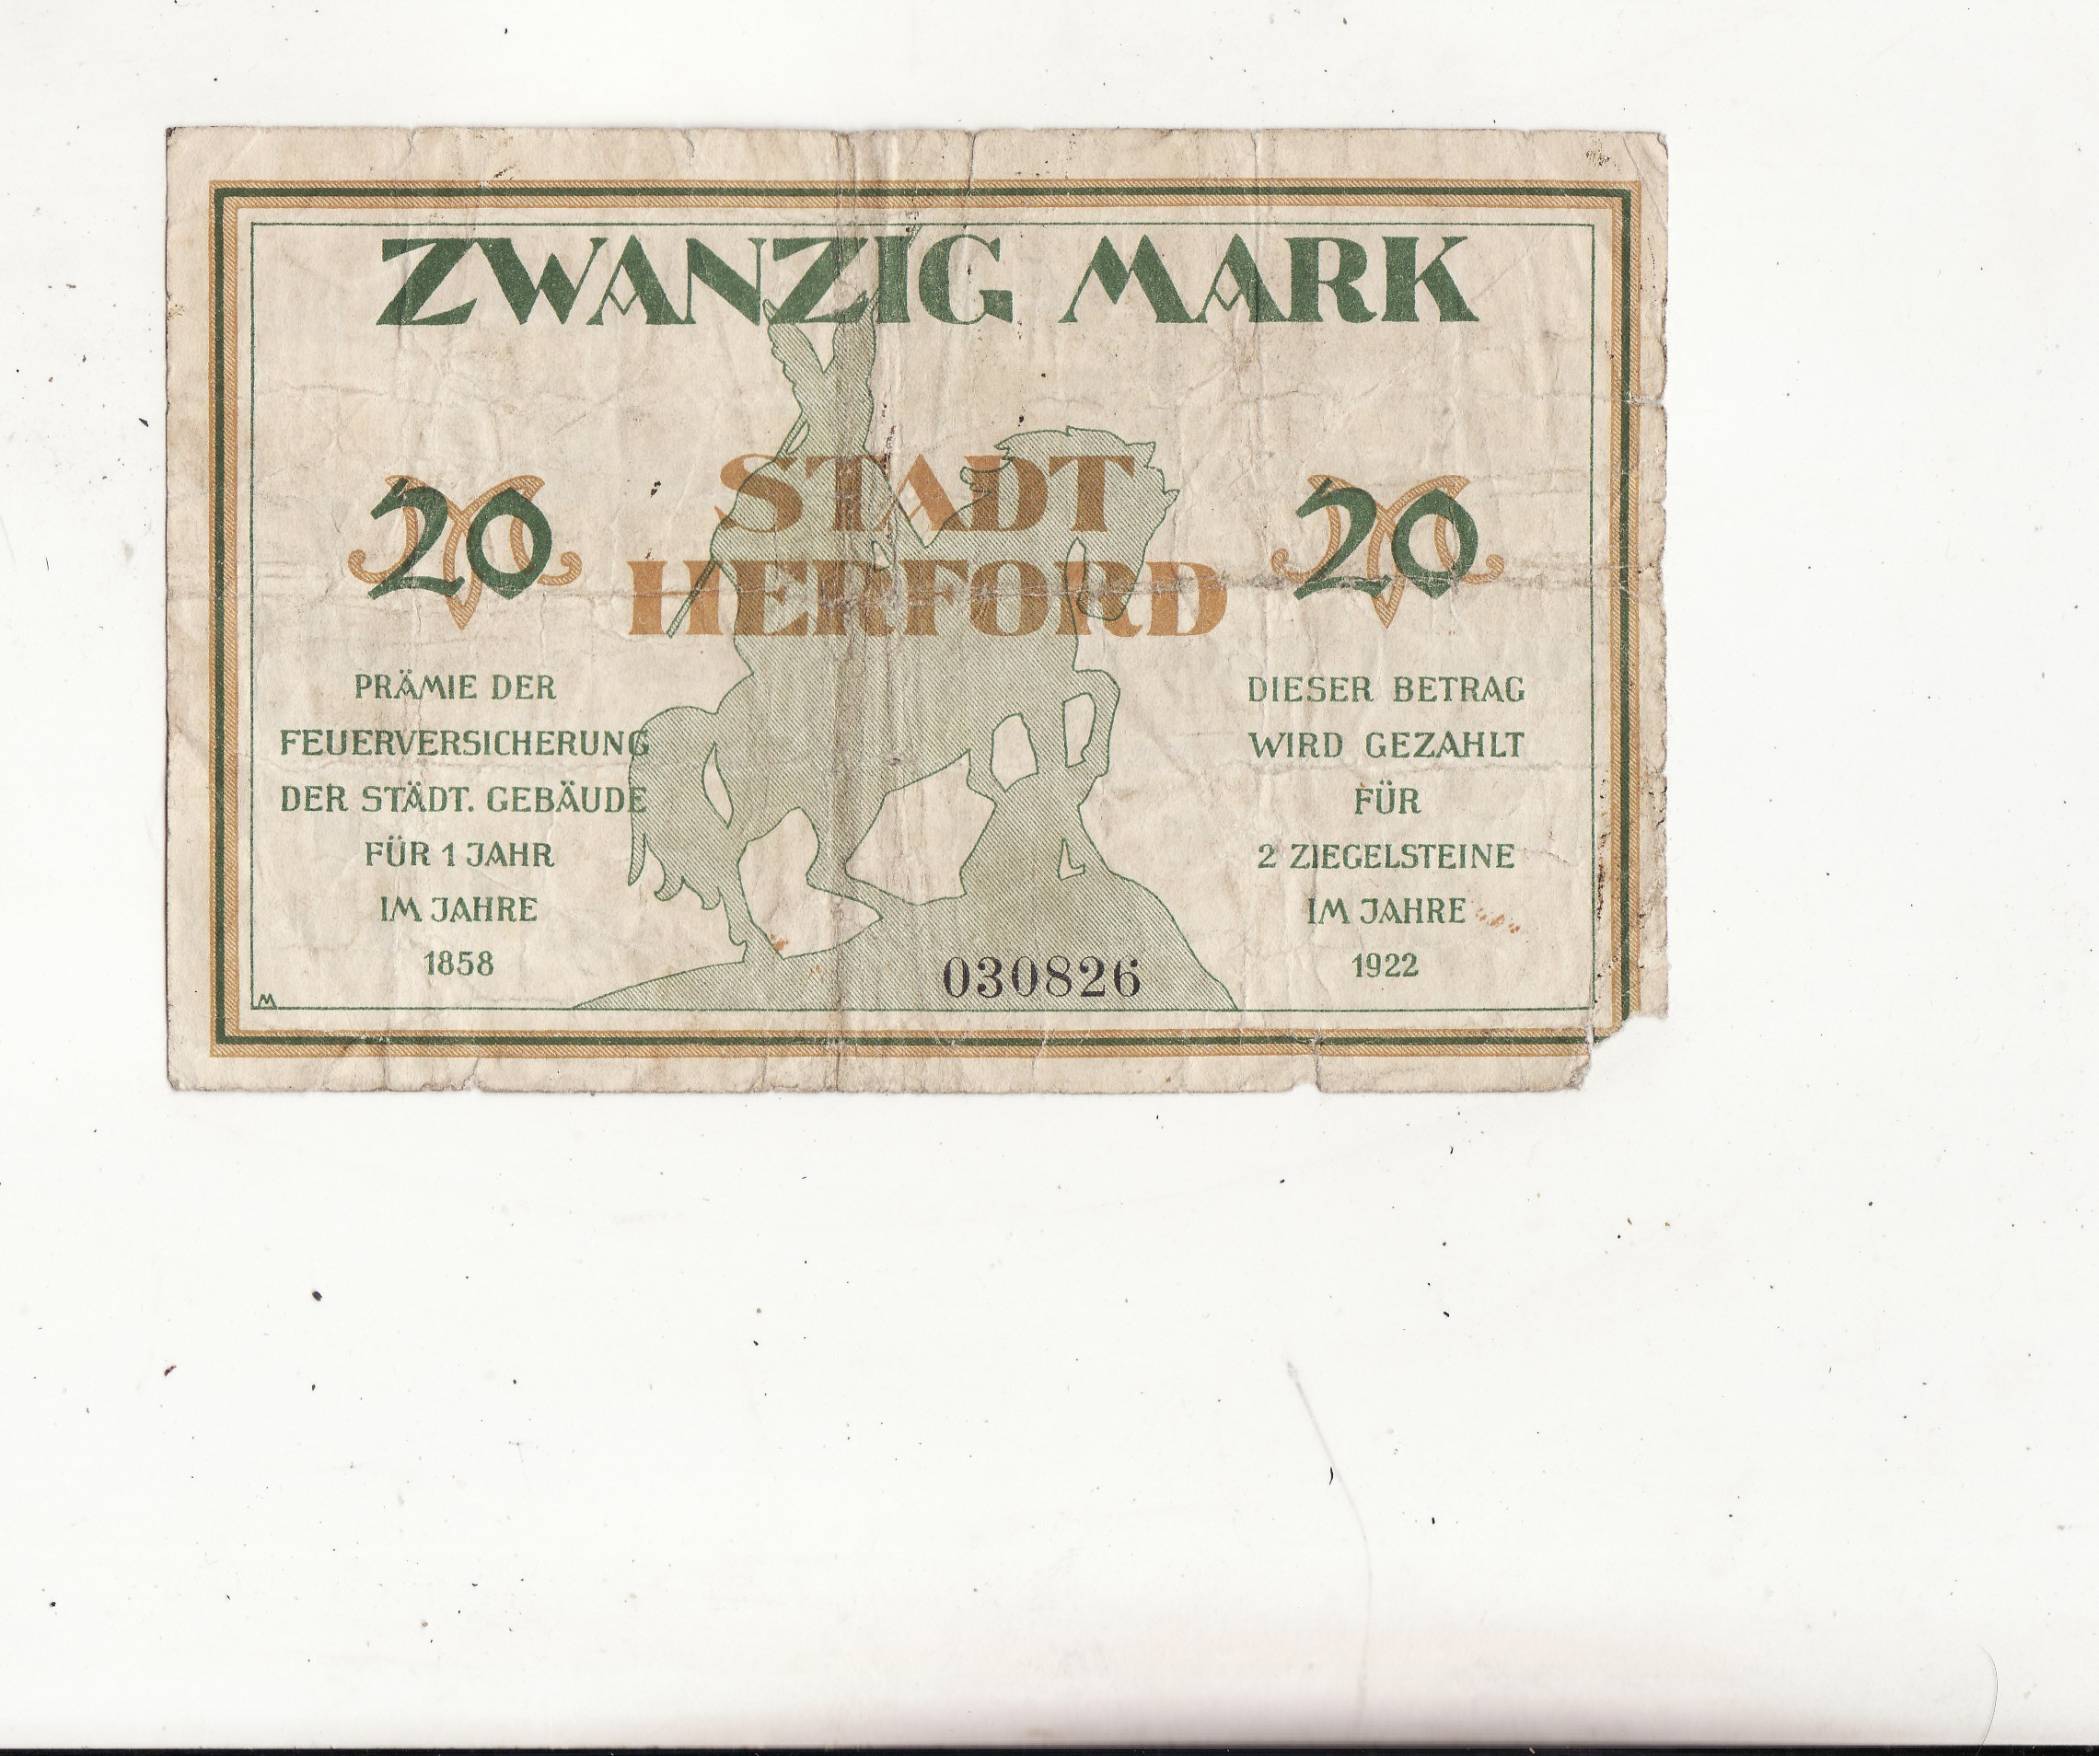 ZWANZIG MARK
20
STADT
HERFORD
20
PRÄMIE DER
FEUERVERSICHERUNG
DER STÄDT. GEBÄUDE
FÜR 1 JAHR
IM JAHRE
1858
DIESER BETRAG
WIRD GEZAHLT
FÜR
2 ZIEGELSTEINE
IM JAHRE
1922
030826
M